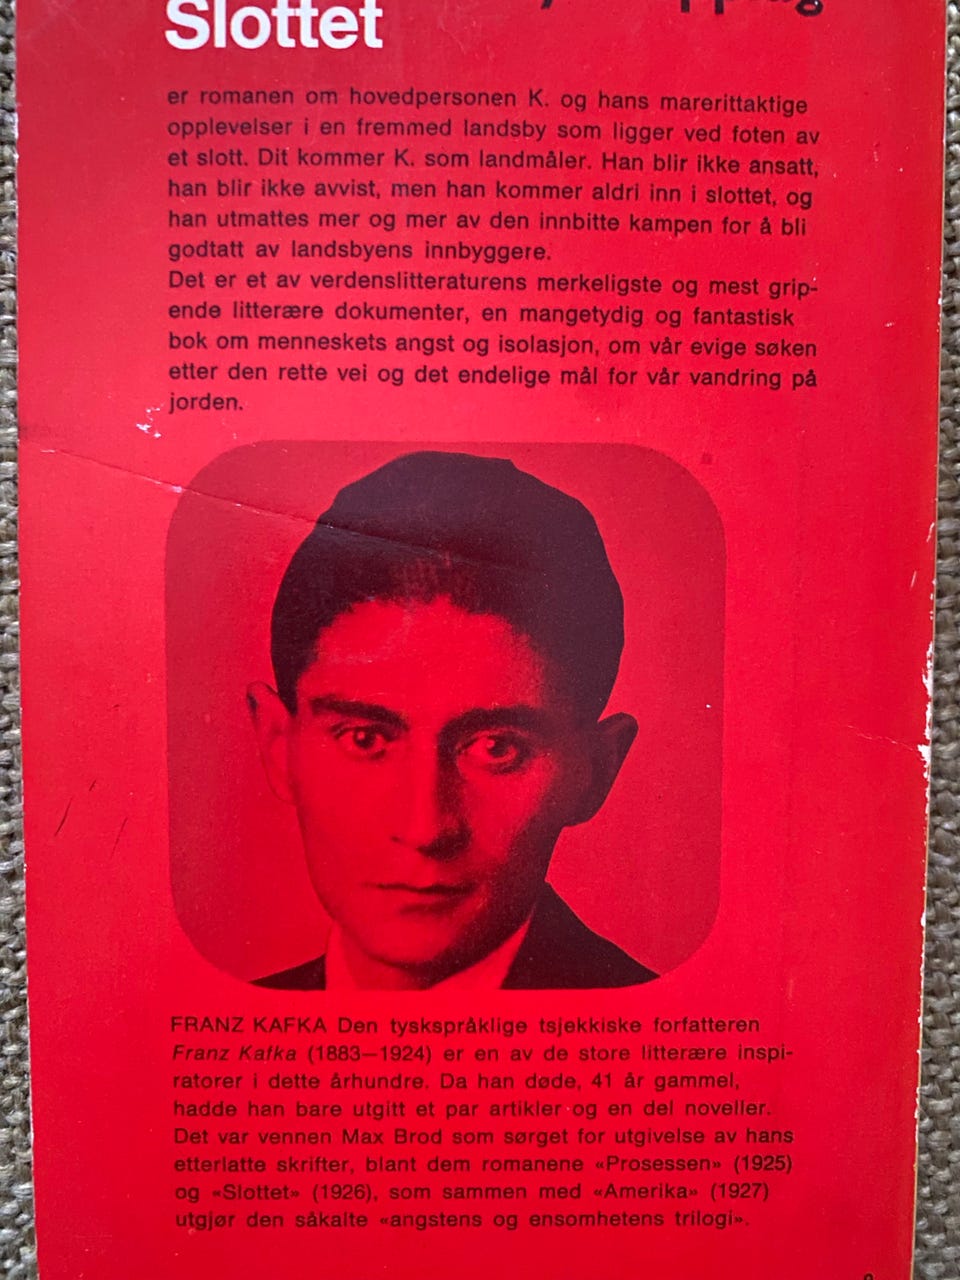 Slottet
er romanen om hovedpersonen K. og hans marerittaktige
opplevelser i en fremmed landsby som ligger ved foten av
et slott. Dit kommer K. som landmåler. Han blir ikke ansatt,
han blir ikke avvist, men han kommer aldri inn i slottet, og
han utmattes mer og mer av den innbitte kampen for å bli
godtatt av landsbyens innbyggere.
Det er et av verdenslitteraturens merkeligste og mest grip-
ende litterære dokumenter, en mangetydig og fantastisk
bok om menneskets angst og isolasjon, om vår evige søken
etter den rette vei og det endelige mål for vår vandring på
jorden.
FRANZ KAFKA Den tyskspråklige tsjekkiske forfatteren
Franz Kafka (1883—1924) er en av de store litterære inspi-
ratorer i dette århundre. Da han døde, 41 år gammel,
hadde han bare utgitt et par artikler og en del noveller.
Det var vennen Max Brod som sørget for utgivelse av hans
etterlatte skrifter, blant dem romanene «Prosessen» (1925)
og «Slottet» (1926), som sammen med «Amerika» (1927)
utgjør den såkalte «angstens og ensomhetens trilogi».